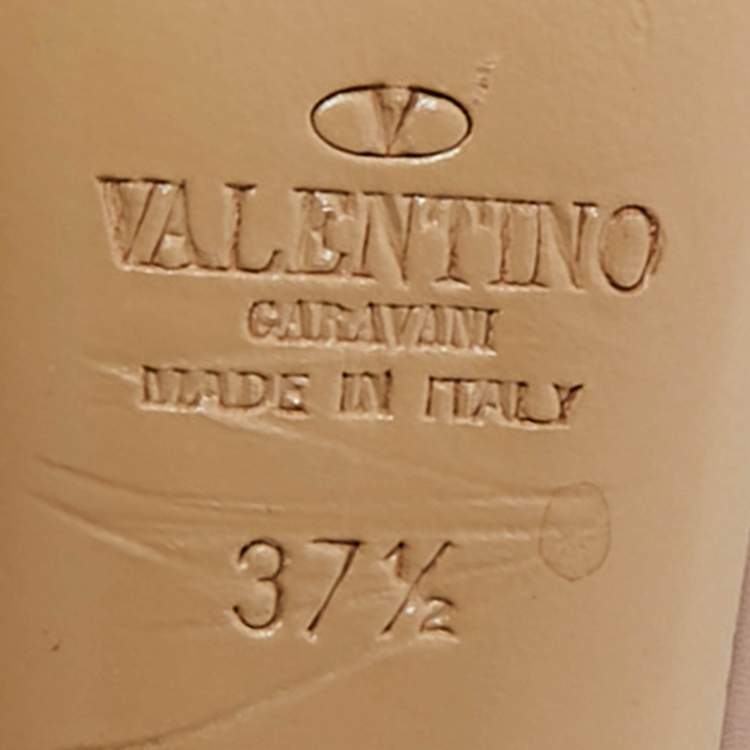 V
VALENTINO
GARAVANI
MADE IN ITALY
37½